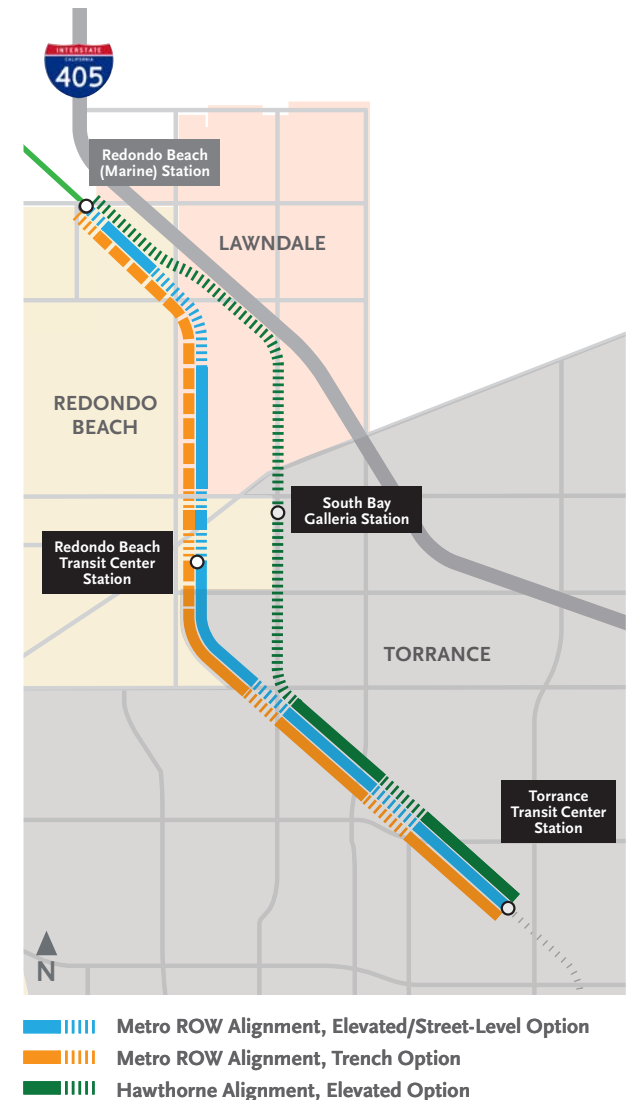 INTERSTATE
CALIFORNIA
405
Redondo Beach
(Marine) Station
LAWNDALE
REDONDO
BEACH
South Bay
Galleria Station
Redondo Beach
Transit Center
Station
TORRANCE
Torrance
Transit Center
Station
N
Metro ROW Alignment, Elevated/Street-Level Option
Metro ROW Alignment, Trench Option
Hawthorne Alignment, Elevated Option